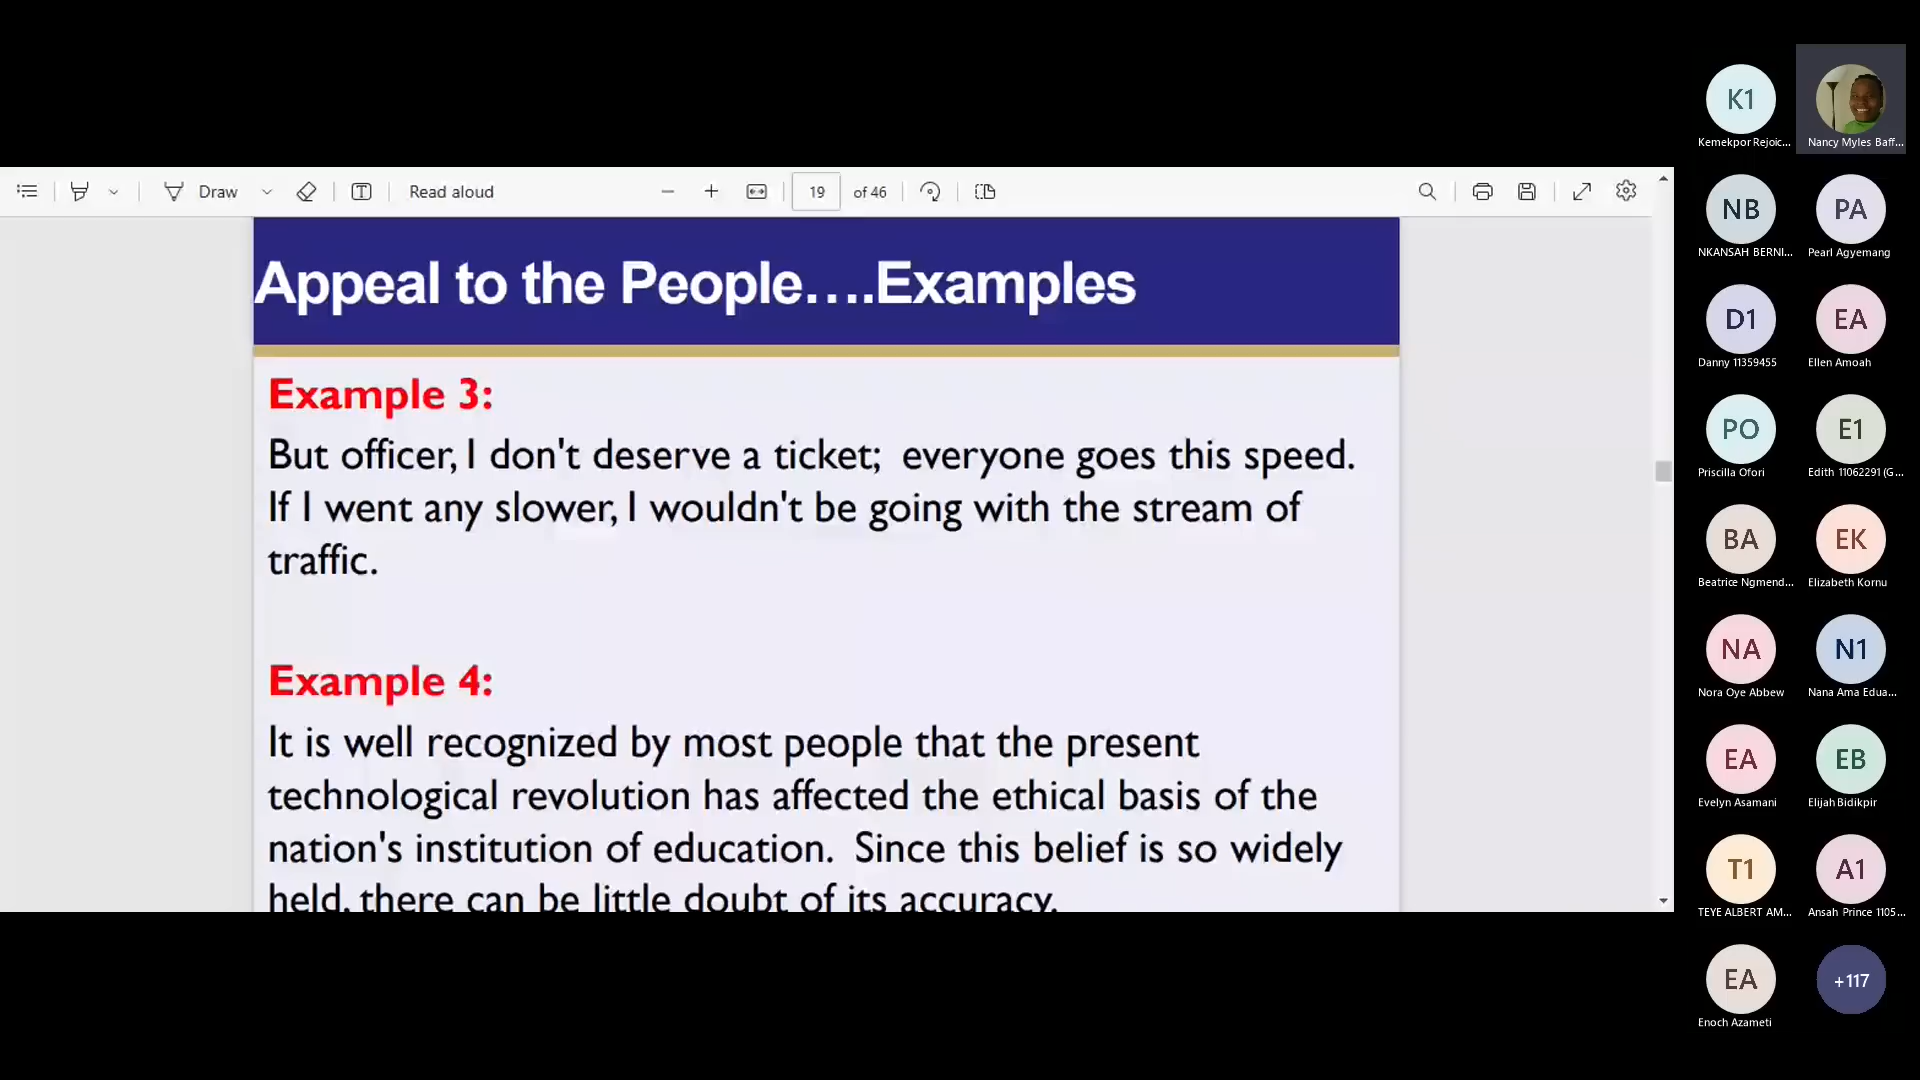 Draw
Read aloud
19
of 46
Appeal to the People....Examples
Example 3:
But officer, I don't deserve a ticket;  everyone goes this speed.
If I went any slower, I wouldn't be going with the stream of
traffic.
Example 4:
It is well recognized by most people that the present
technological revolution has affected the ethical basis of the
nation's institution of education.  Since this belief is so widely
held, there can be little doubt of its accuracy.
K1
Kemekpor Rejoic...
Nancy Myles Baff...
NB
NKANSAH BERNI...
PA
Pearl Agyemang
D1
Danny 11359455
EA
Ellen Amoah
PO
Priscilla Ofori
E1
Edith 11062291 (G...
BA
Beatrice Ngmend...
EK
Elizabeth Kornu
NA
Nora Oye Abbew
N1
Nana Ama Edua...
EA
Evelyn Asamani
EB
Elijah Bidikpir
T1
TEYE ALBERT AM...
A1
Ansah Prince 1105...
EA
Enoch Azameti
+117